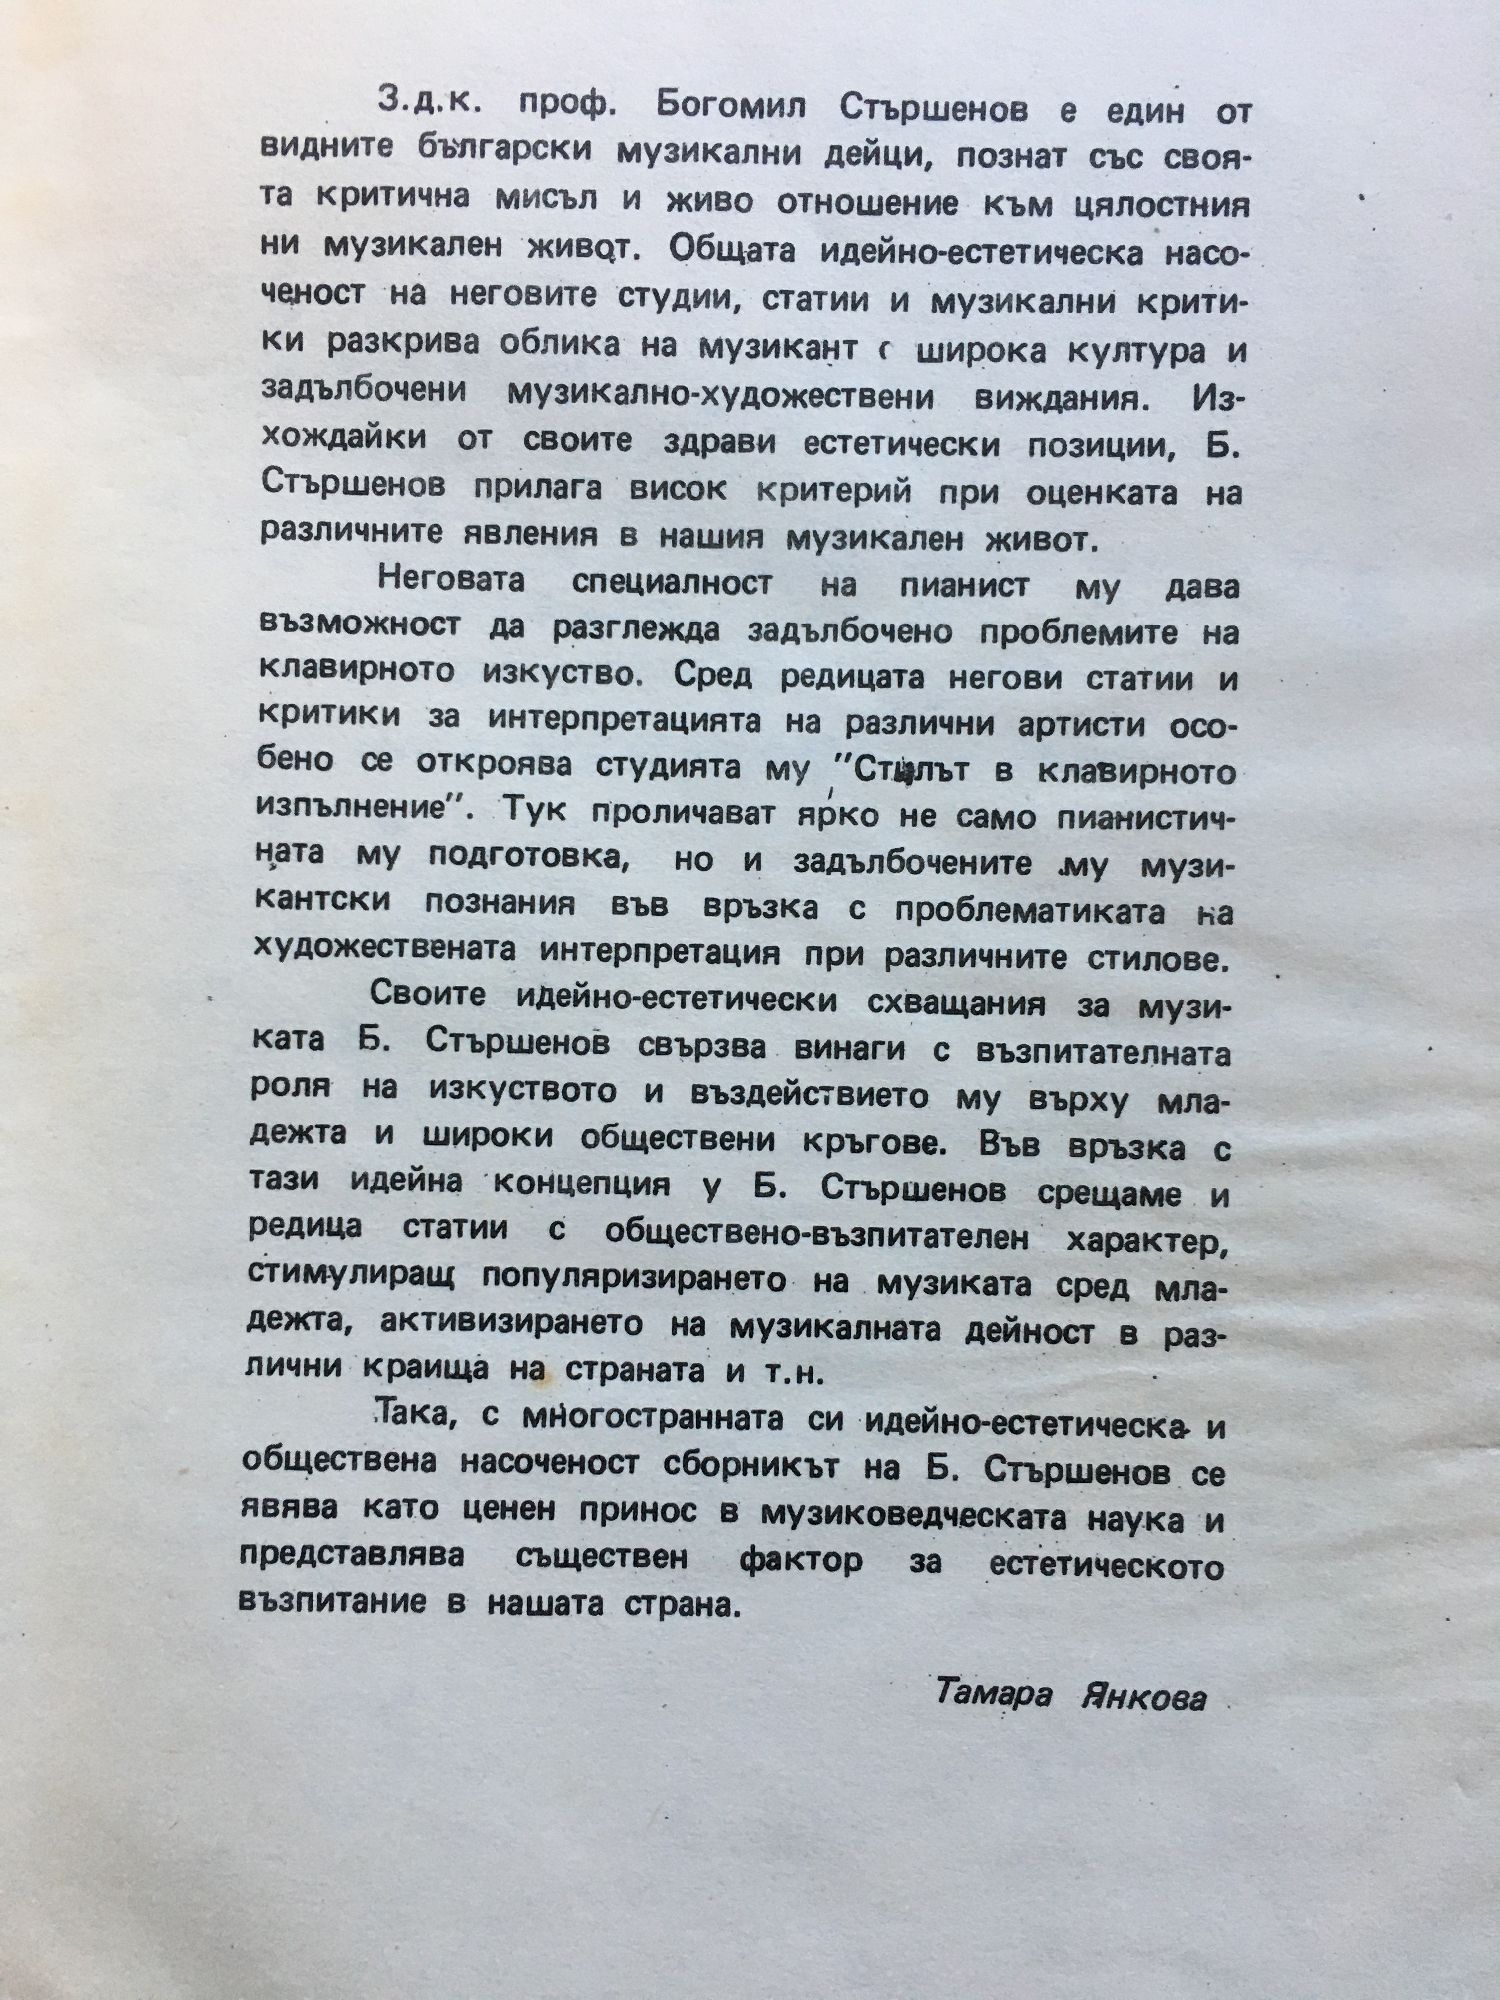 З.д.к. проф. Богомил Стършенов е един от
видните български музикални дейци, познат със своя-
та критична мисъл и живо отношение към цялостния
ни музикален живот. Общата идейно-естетическа насо-
ченост на неговите студии, статии и музикални крити-
ки разкрива облика на музикант с широка култура и
задълбочени музикално-художествени виждания. Из-
хождайки от своите здрави естетически позиции, Б.
Стършенов прилага висок критерий при оценката на
различните явления в нашия музикален живот.
Неговата специалност на пианист му дава
възможност да разглежда задълбочено проблемите на
клавирното изкуство. Сред редицата негови статии и
критики за интерпретацията на различни артисти осо-
бено се откроява студията му "Стилът в клавирното
изпълнение". Тук проличават ярко не само пианистич-
ната му подготовка, но и задълбочените му музи-
кантски познания във връзка с проблематиката на
художествената интерпретация при различните стилове.
Своите идейно-естетически схващания за музи-
ката Б. Стършенов свързва винаги с възпитателната
роля на изкуството и въздействието му върху мла-
дежта и широки обществени кръгове. Във връзка с
тази идейна концепция у Б. Стършенов срещаме и
редица статии с обществено-възпитателен характер,
стимулиращ популяризирането на музиката сред мла-
дежта, активизирането на музикалната дейност в раз-
лични краища на страната и т.н.
Така, с многостранната си идейно-естетическа и
обществена насоченост сборникът на Б. Стършенов се
явява като ценен принос в музиковедческата наука и
представлява съществен фактор за естетическото
възпитание в нашата страна.
Тамара Янкова